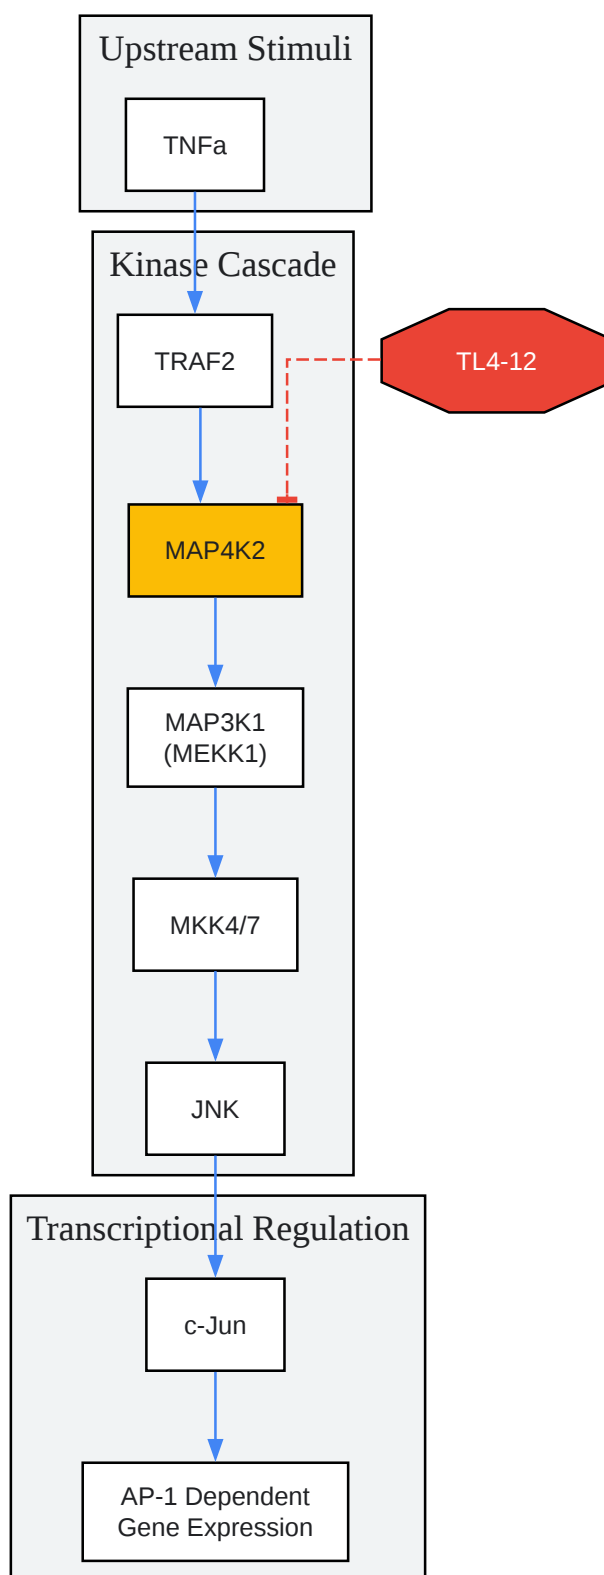 Upstream Stimuli
TNFa
Kinase Cascade
TRAF2
TL4-12
MAP4K2
MAP3K1
(MEKK1)
MKK4/7
JNK
Transcriptional Regulation
c-Jun
AP-1 Dependent
Gene Expression